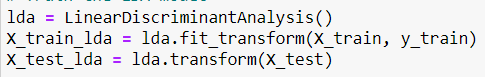 lda = LinearDiscriminantAnalysis()
X_train_lda = lda.fit_transform(X_train, y_train)
X_test_lda = lda.transform(X_test)